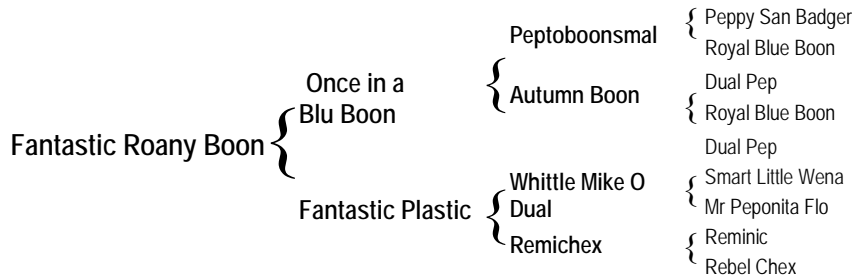 Peppy San Badger
Peptoboonsmal
Royal Blue Boon
Once in a
Blu Boon
Dual Pep
Autumn Boon
Royal Blue Boon
Fantastic Roany Boon
Dual Pep
Whittle Mike O
Dual
Smart Little Wena
Fantastic Plastic
Mr Peponita Flo
Remichex
Reminic
Rebel Chex